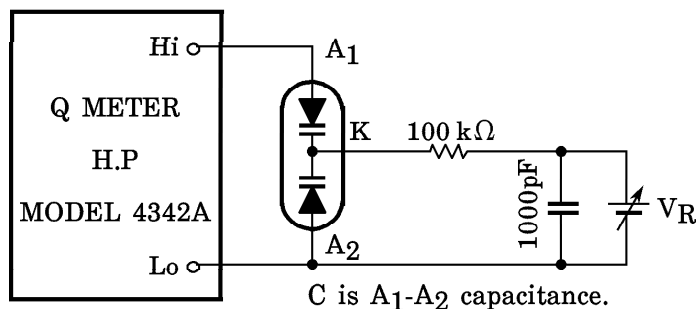 Hi
A1
Q METER
H.P
MODEL 4342A
K
100 kΩ
1000pF
VR
A2
Lo
C is A1-A2 capacitance.